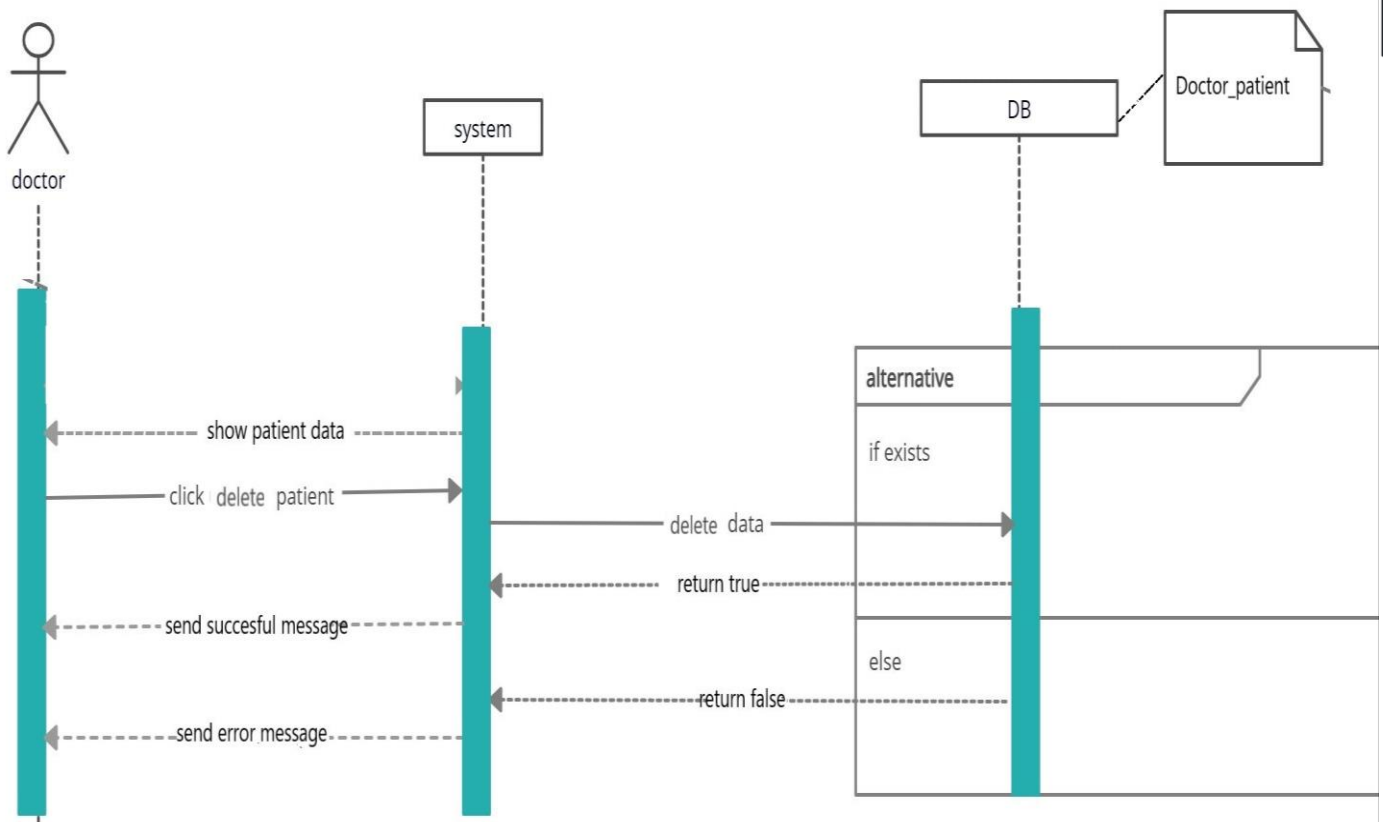 doctor
system
DB
Doctor_patient
alternative
show patient data
if exists
click delete patient
delete data
return true
send succesful message
else
return false
send error message